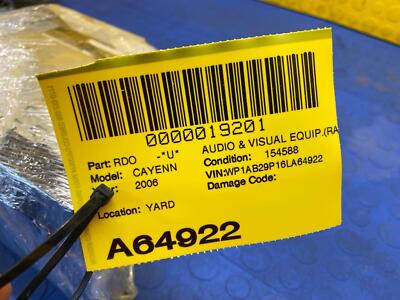 0000019201
Part: RDO -*"U" AUDIO & VISUAL EQUIP.(RA
Model: CAYENN Condition: 154588
2006 VIN: WP1AB29P16LA64922
Damage Code:
Location: YARD
A64922